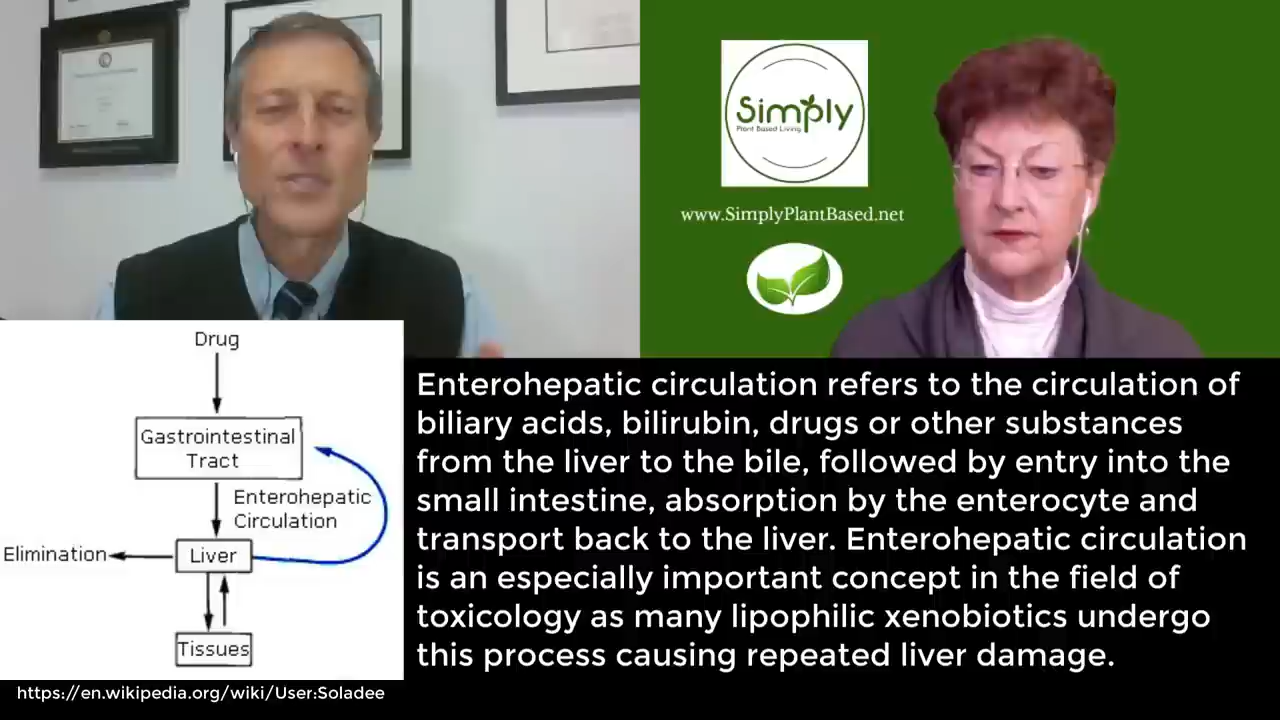 Simply
Plant Based Living
www.SimplyPlantBased.net
Drug
Gastrointestinal
Tract
Enterohepatic
Circulation
Elimination
Liver
Tissues
Enterohepatic circulation refers to the circulation of
biliary acids, bilirubin, drugs or other substances
from the liver to the bile, followed by entry into the
small intestine, absorption by the enterocyte and
transport back to the liver. Enterohepatic circulation
is an especially important concept in the field of
toxicology as many lipophilic xenobiotics undergo
this process causing repeated liver damage.
https://en.wikipedia.org/wiki/User:Soladee